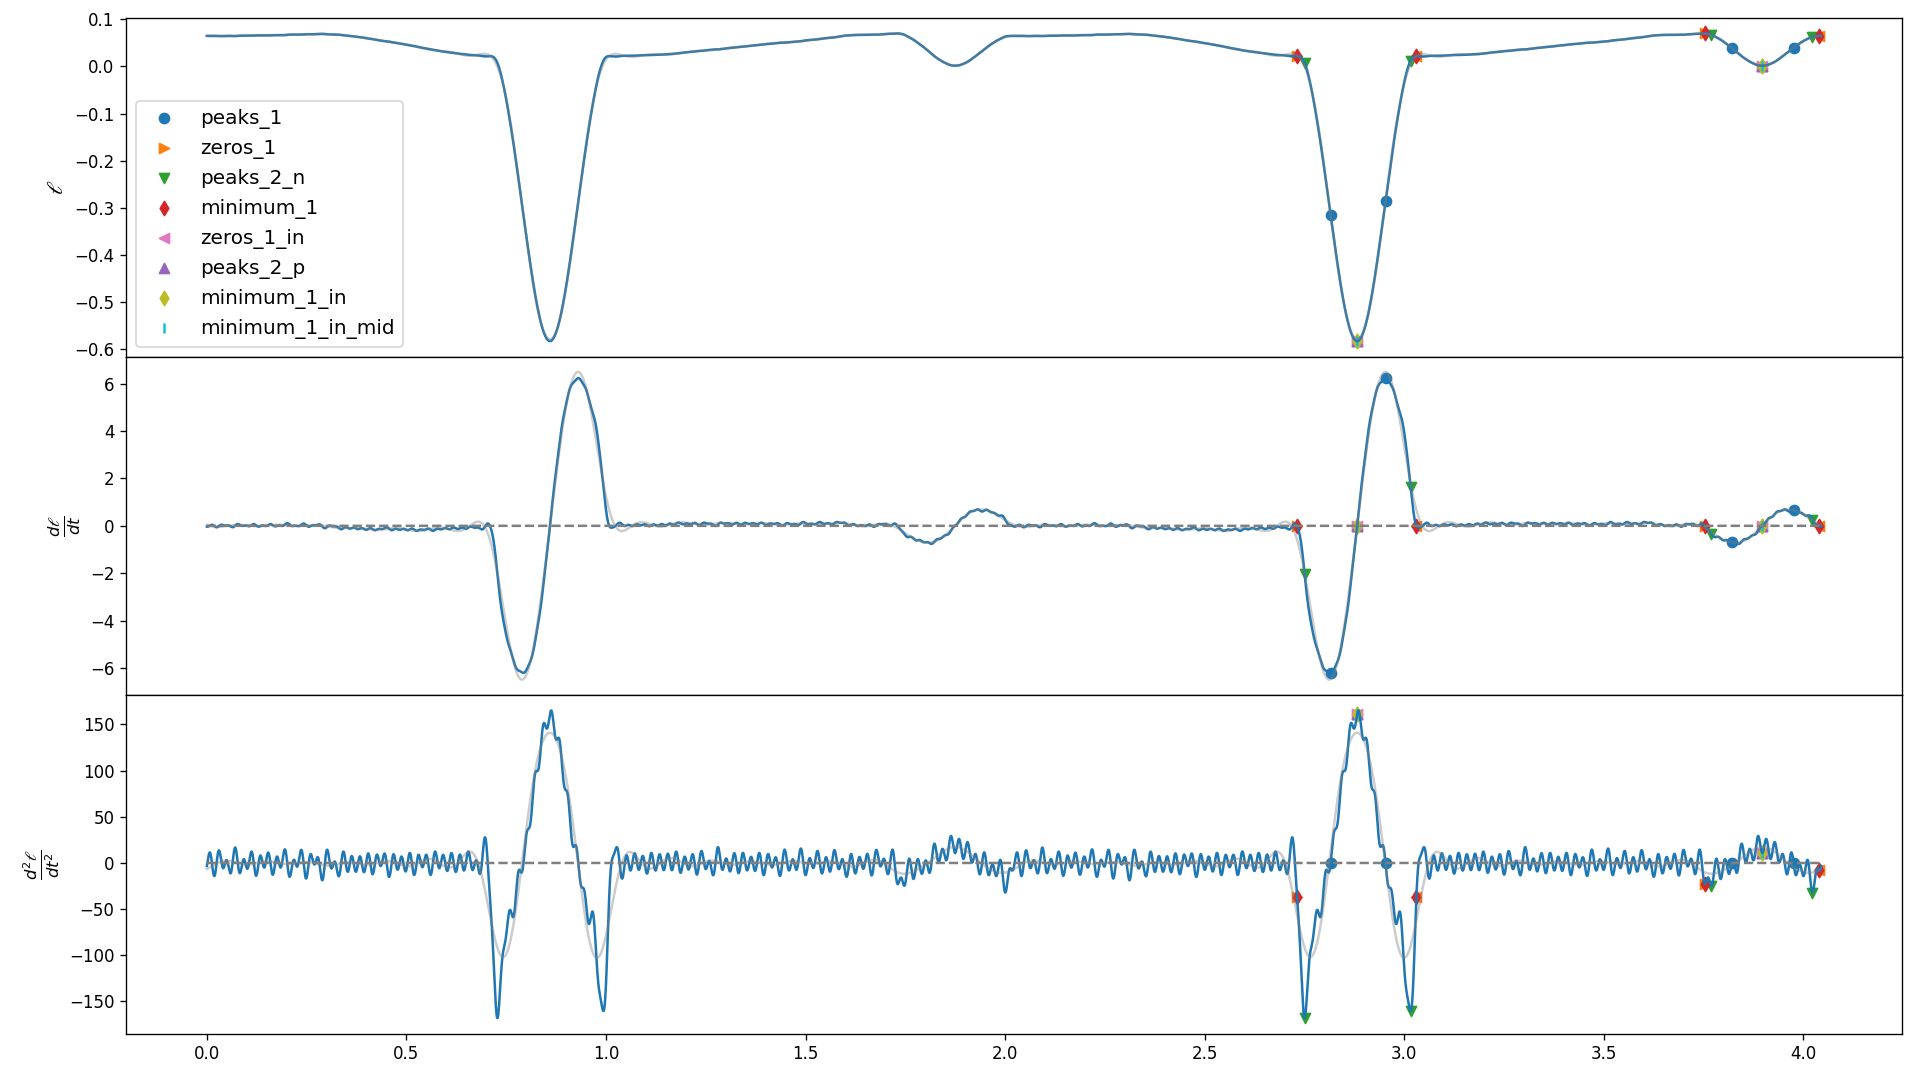 0.1
0.0
−0.1
−0.2
−0.3
−0.4
−0.5
−0.6
ℓ
peaks_1
zeros_1
peaks_2_n
minimum_1
zeros_1_in
peaks_2_p
minimum_1_in
minimum_1_in_mid
6
4
2
0
−2
−4
−6
dℓ
dt
150
100
50
0
−50
−100
−150
d²ℓ
dt²
0.0 0.5 1.0 1.5 2.0 2.5 3.0 3.5 4.0